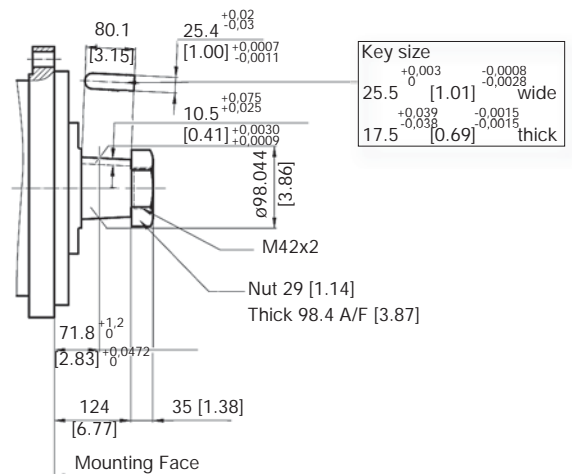 80.1
[3.15]
25.4 +0,02 -0,03
[1.00] +0,0007 -0,0011
10.5 +0,075 +0,025
[0.41] +0,0030 +0,0009
ø98.044
[3.86]
Key size
25.5 +0,003 0 [1.01] -0,0008 -0,0028 wide
17.5 +0,039 -0,038 [0.69] -0,0015 -0,0015 thick
M42x2
Nut 29 [1.14]
Thick 98.4 A/F [3.87]
71.8 +1,2 0
[2.83] +0,0472 0
124
[6.77]
35 [1.38]
Mounting Face